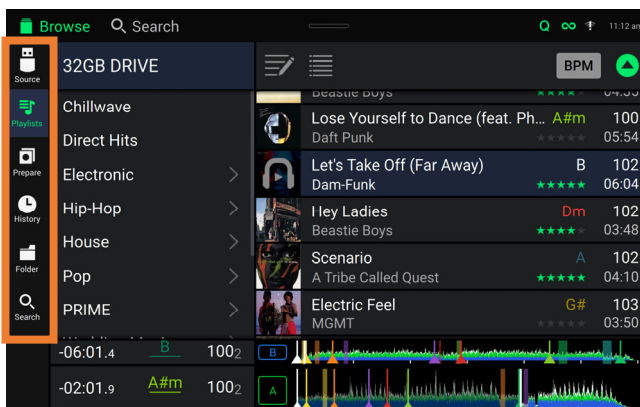 Browse Search Q 11:12 am
Source
32GB DRIVE
BPM
Playlists
Chillwave
Direct Hits
Prepare
Electronic
History
Hip-Hop
House
Folder
Pop
Search
PRIME
Beastie Boys 04:35
Lose Yourself to Dance (feat. Ph... A#m 100
Daft Punk 05:54
Let's Take Off (Far Away) B 102
Dam-Funk 06:04
Hey Ladies Dm 102
Beastie Boys 03:48
Scenario A 102
A Tribe Called Quest 04:10
Electric Feel G# 103
MGMT 03:50
-06:01.4 B 1002 B
-02:01.9 A#m 1002 A